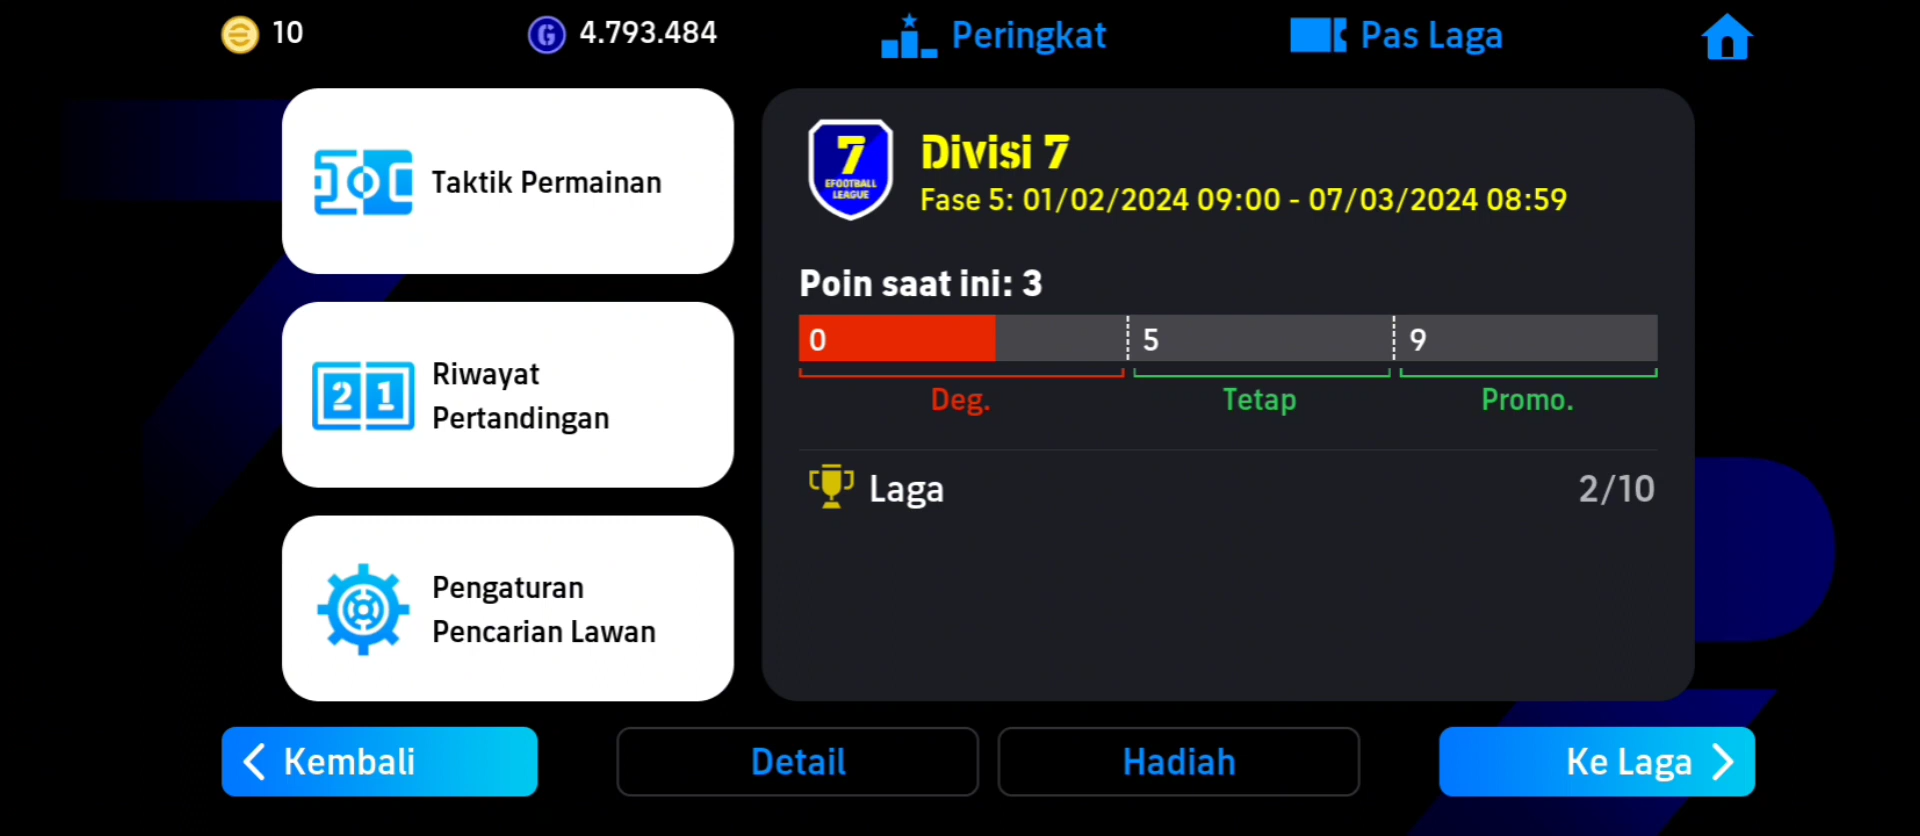 10
4.793.484
Peringkat
Pas Laga
Taktik Permainan
Riwayat
Pertandingan
Pengaturan
Pencarian Lawan
7
EFOOTBALL
LEAGUE
Divisi 7
Fase 5: 01/02/2024 09:00 - 07/03/2024 08:59
Poin saat ini: 3
0 5 9
Deg. Tetap Promo.
Laga 2/10
Kembali
Detail
Hadiah
Ke Laga